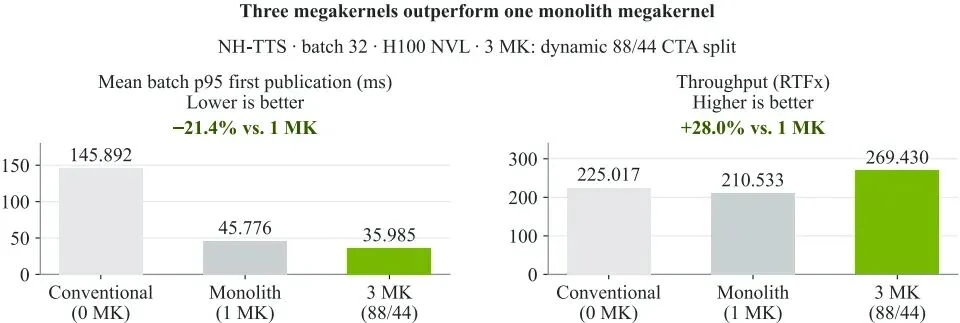 Three megakernels outperform one monolith megakernel
NH-TTS · batch 32 · H100 NVL · 3 MK: dynamic 88/44 CTA split
Mean batch p95 first publication (ms)
Lower is better
−21.4% vs. 1 MK
150
100
50
0
145.892
45.776
35.985
Conventional
(0 MK)
Monolith
(1 MK)
3 MK
(88/44)
Throughput (RTFx)
Higher is better
+28.0% vs. 1 MK
300
200
100
0
225.017
210.533
269.430
Conventional
(0 MK)
Monolith
(1 MK)
3 MK
(88/44)